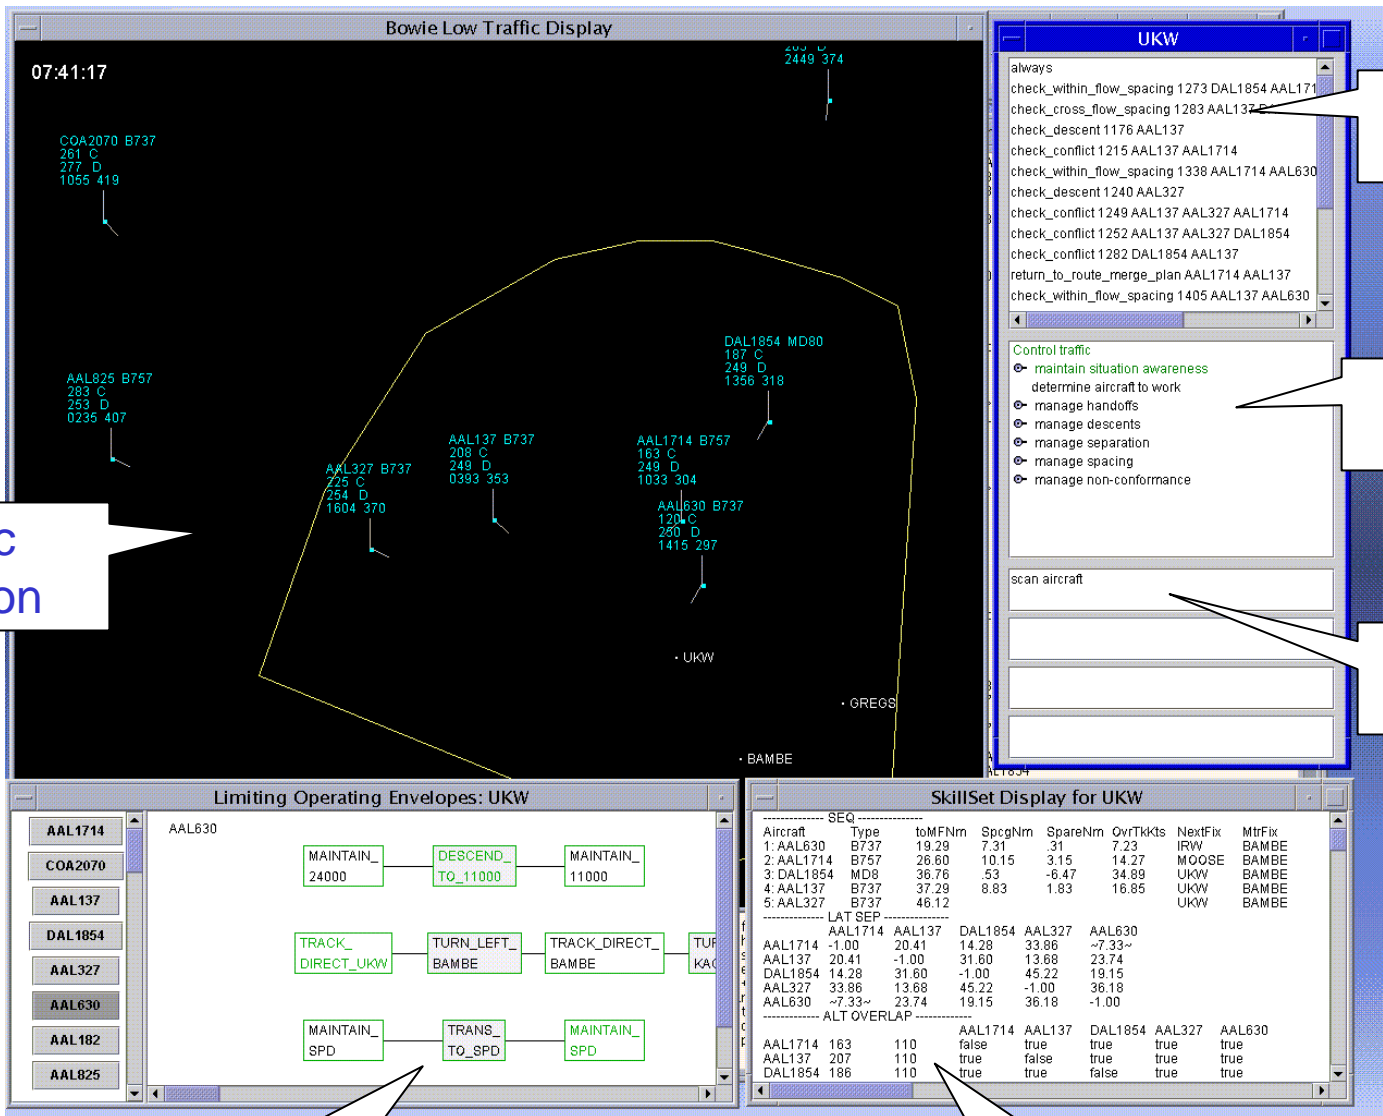 Bowie Low Traffic Display
07:41:17
2449 374
COA2070 B737
261 C
277 D
1055 419
DAL1854 MD80
187 C
249 D
1356 318
AAL825 B757
283 C
253 D
0235 407
AAL137 B737
208 C
249 D
0393 353
AAL1714 B757
163 C
249 D
1033 304
AAL327 B737
225 C
254 D
1604 370
AAL630 B737
120 C
250 D
1415 297
UKW
GREGS
BAMBE
on
UKW
always
check_within_flow_spacing 1273 DAL1854 AAL171
check_cross_flow_spacing 1283 AAL137
check_descent 1176 AAL137
check_conflict 1215 AAL137 AAL1714
check_within_flow_spacing 1338 AAL1714 AAL630
check_descent 1240 AAL327
check_conflict 1249 AAL137 AAL327 AAL1714
check_conflict 1252 AAL137 AAL327 DAL1854
check_conflict 1282 DAL1854 AAL137
return_to_route_merge_plan AAL1714 AAL137
check_within_flow_spacing 1405 AAL137 AAL630
Control traffic
maintain situation awareness
determine aircraft to work
manage handoffs
manage descents
manage separation
manage spacing
manage non-conformance
scan aircraft
Limiting Operating Envelopes: UKW
AAL1714
COA2070
AAL137
DAL1854
AAL327
AAL630
AAL182
AAL825
AAL630
MAINTAIN_ DESCEND_ MAINTAIN_
24000 TO_11000 11000
TRACK_ TURN_LEFT_ TRACK_DIRECT_
DIRECT_UKW BAMBE BAMBE
MAINTAIN_ TRANS_ MAINTAIN_
SPD TO_SPD SPD
SkillSet Display for UKW
------------- SEQ ----------------
Aircraft Type toMFNm SpcgNm SpareNm OvrTkKts NextFix MtrFix
1: AAL630 B737 19.29 7.31 .31 7.23 IRW BAMBE
2: AAL1714 B757 26.60 10.15 3.15 14.27 MOOSE BAMBE
3: DAL1854 MD8 36.76 .53 -6.47 34.89 UKW BAMBE
4: AAL137 B737 37.29 8.83 1.83 16.85 UKW BAMBE
5: AAL327 B737 46.12 UKW BAMBE
------------- LAT SEP --------------
AAL1714 AAL137 DAL1854 AAL327 AAL630
AAL1714 -1.00 20.41 14.28 33.86 ~7.33~
AAL137 20.41 -1.00 31.60 13.68 23.74
DAL1854 14.28 31.60 -1.00 45.22 19.15
AAL327 33.86 13.68 45.22 -1.00 36.18
AAL630 ~7.33~ 23.74 19.15 36.18 -1.00
------------- ALT OVERLAP -------------
AAL1714 AAL137 DAL1854 AAL327 AAL630
AAL1714 163 110 false true true true true
AAL137 207 110 true false true true true
DAL1854 186 110 true true false true true